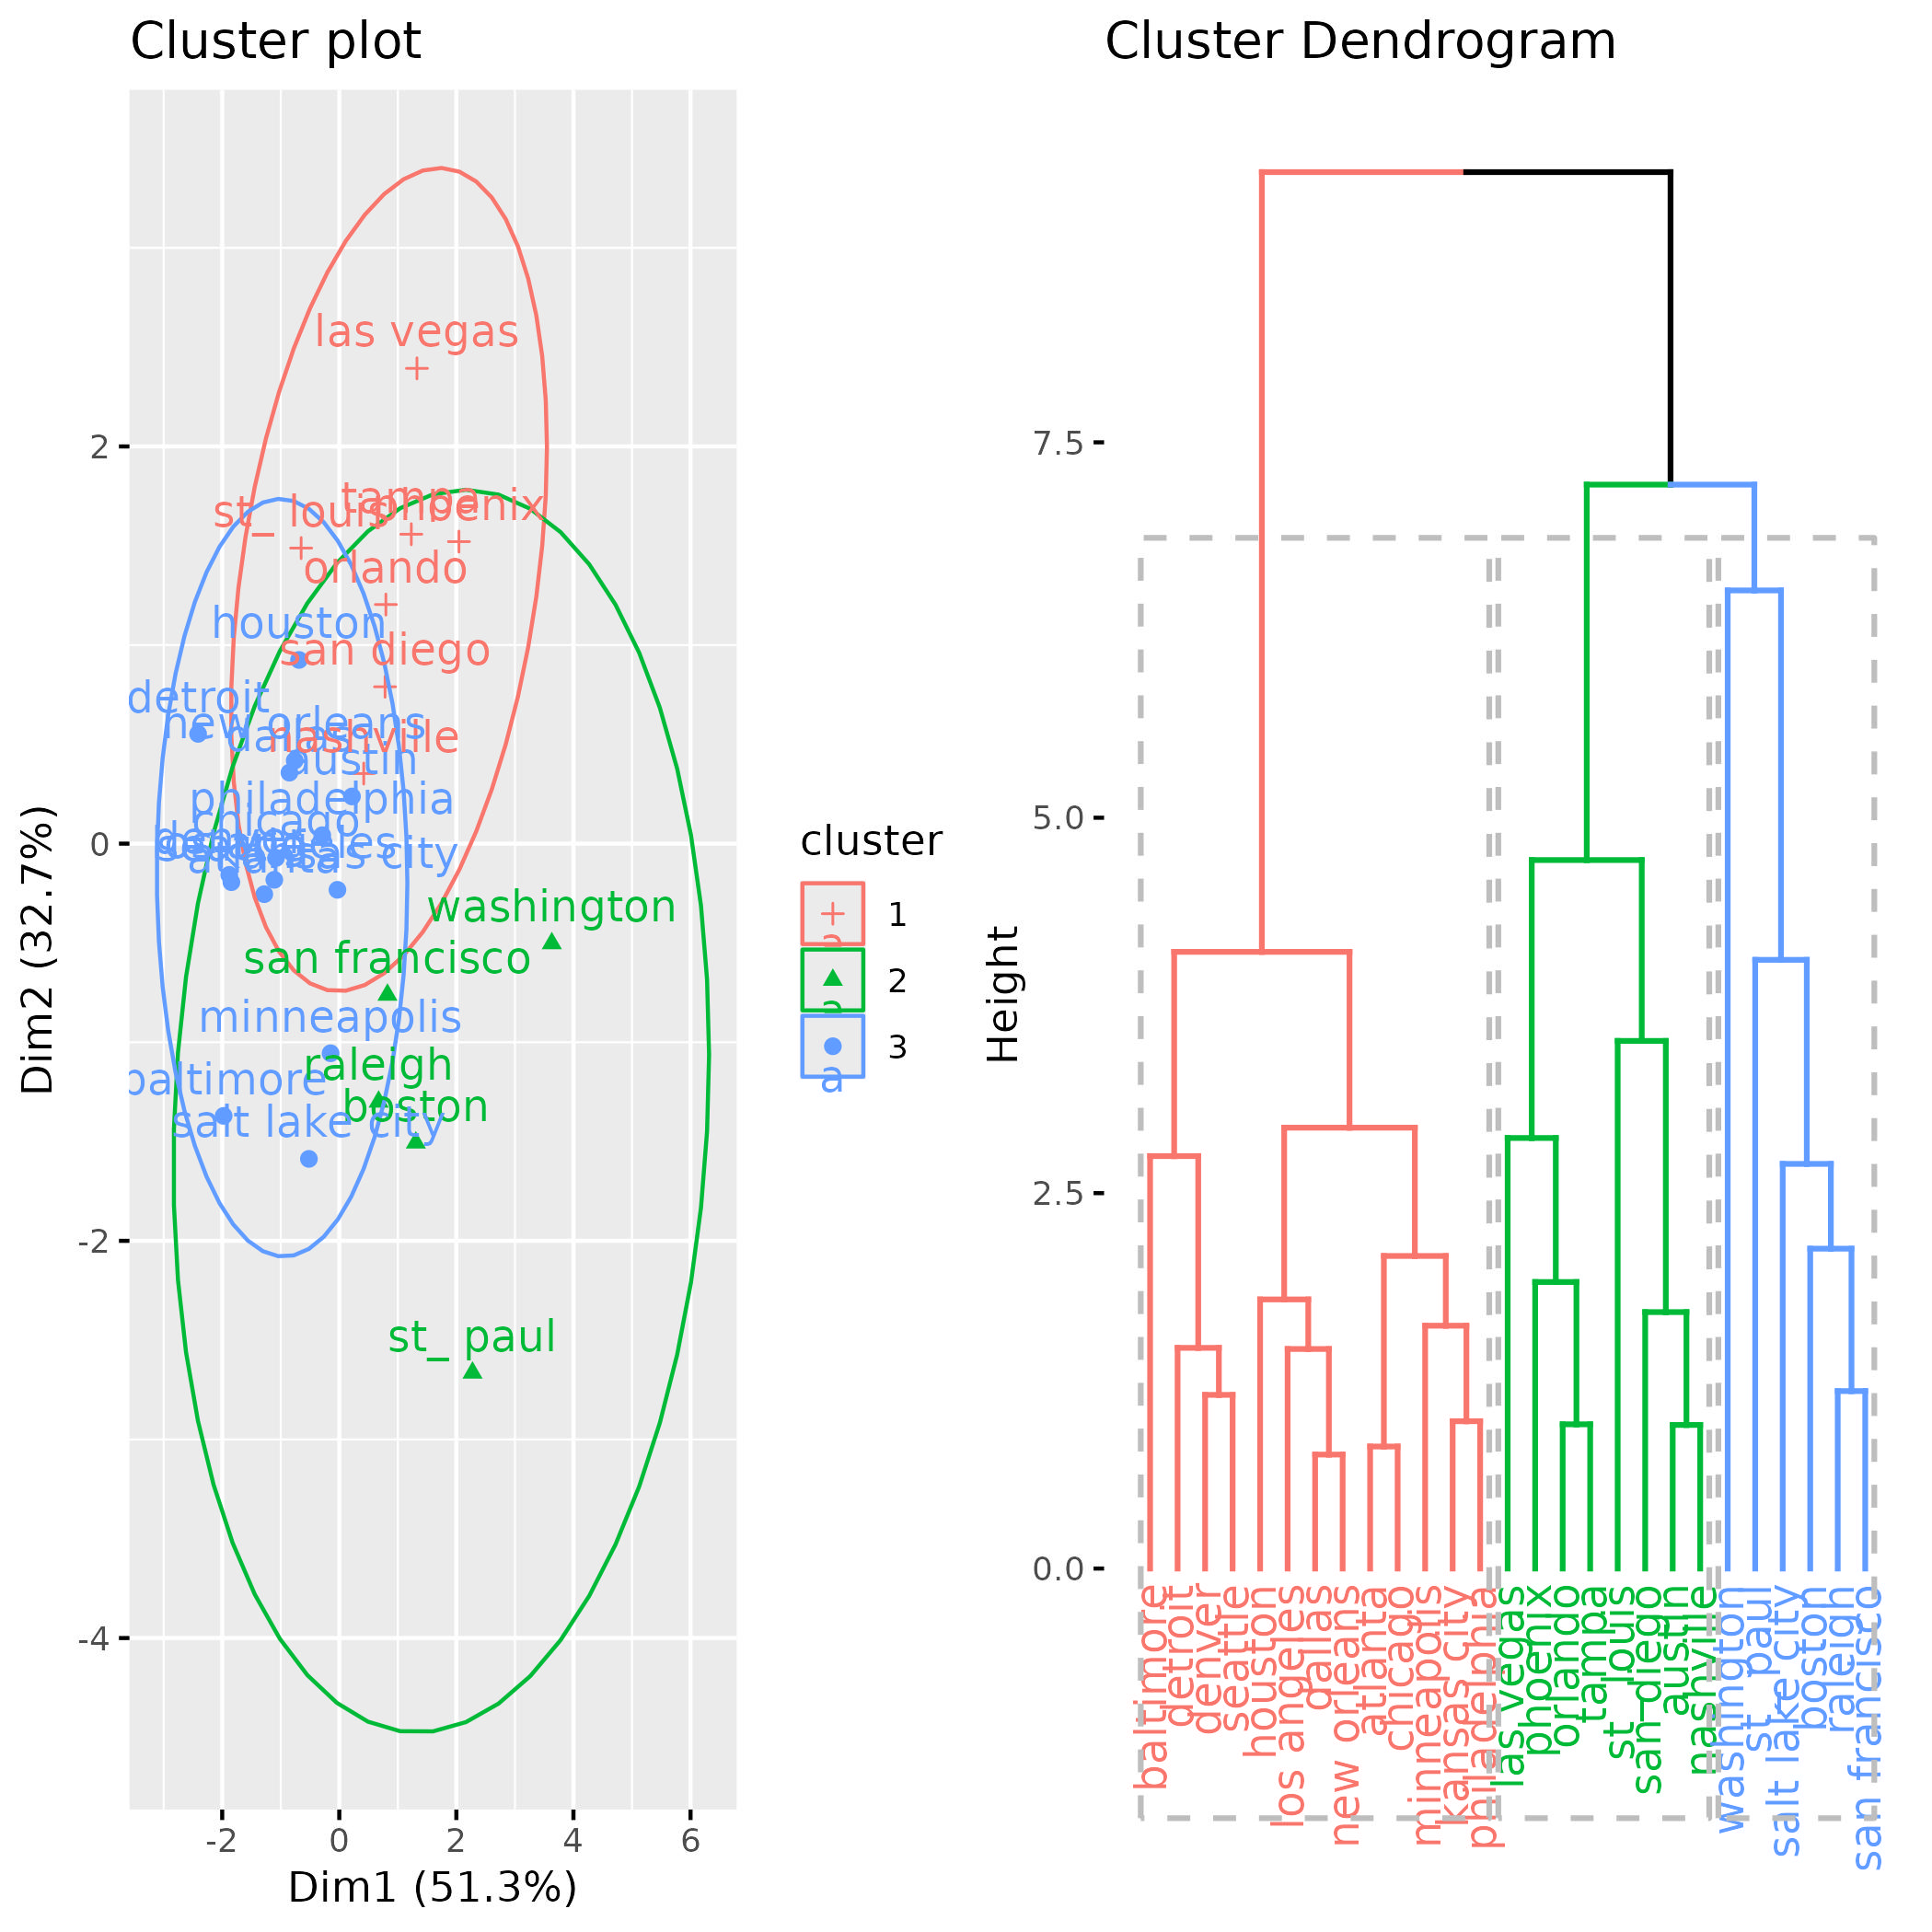 Cluster plot
las vegas
tampa
phoenix
st_ louis
orlando
houston
san diego
detroit
new orleans
dallas
nashville
austin
philadelphia
chicago
kansas city
atlanta
washington
san francisco
minneapolis
raleigh
baltimore
boston
salt lake city
st_ paul
2
0
-2
-4
-2 0 2 4 6
Dim1 (51.3%)
Dim2 (32.7%)
cluster
a 1
a 2
a 3
Cluster Dendrogram
Height
7.5
5.0
2.5
0.0
baltimore
detroit
denver
seattle
houston
los angeles
dallas
new orleans
atlanta
chicago
minneapolis
kansas city
philadelphia
las vegas
phoenix
orlando
tampa
st_ louis
san diego
austin
nashville
washington
st_ paul
salt lake city
boston
raleigh
san francisco